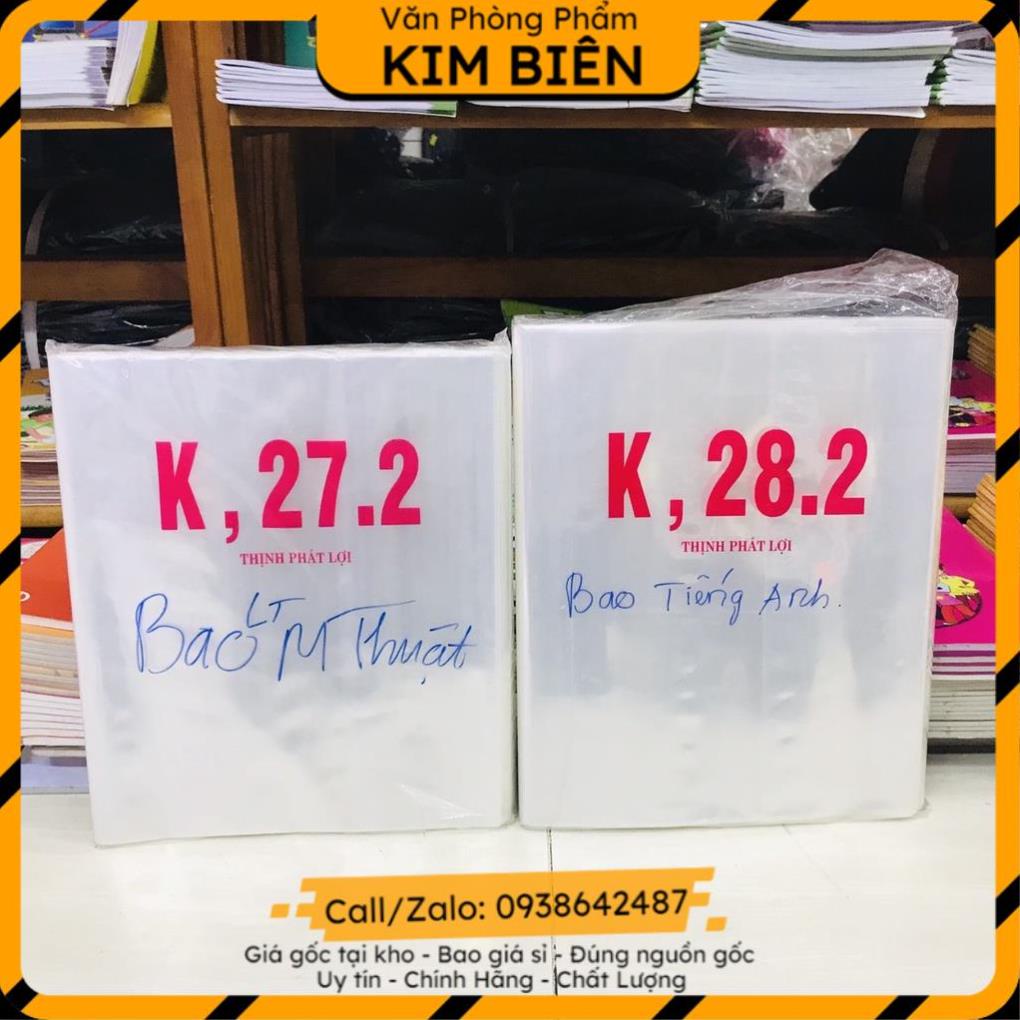 Văn Phòng Phẩm
KIM BIÊN
K, 27.2
THỊNH PHÁT LỢI
Bao LT M Thuật
K, 28.2
THỊNH PHÁT LỢI
Bao Tiếng Anh.
Call/Zalo: 0938642487
Giá gốc tại kho - Bao giá sỉ - Đúng nguồn gốc
Uy tín - Chính Hãng - Chất Lượng